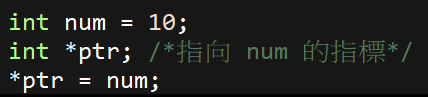 int num = 10;
int *ptr; /*指向 num 的指標*/
*ptr = num;